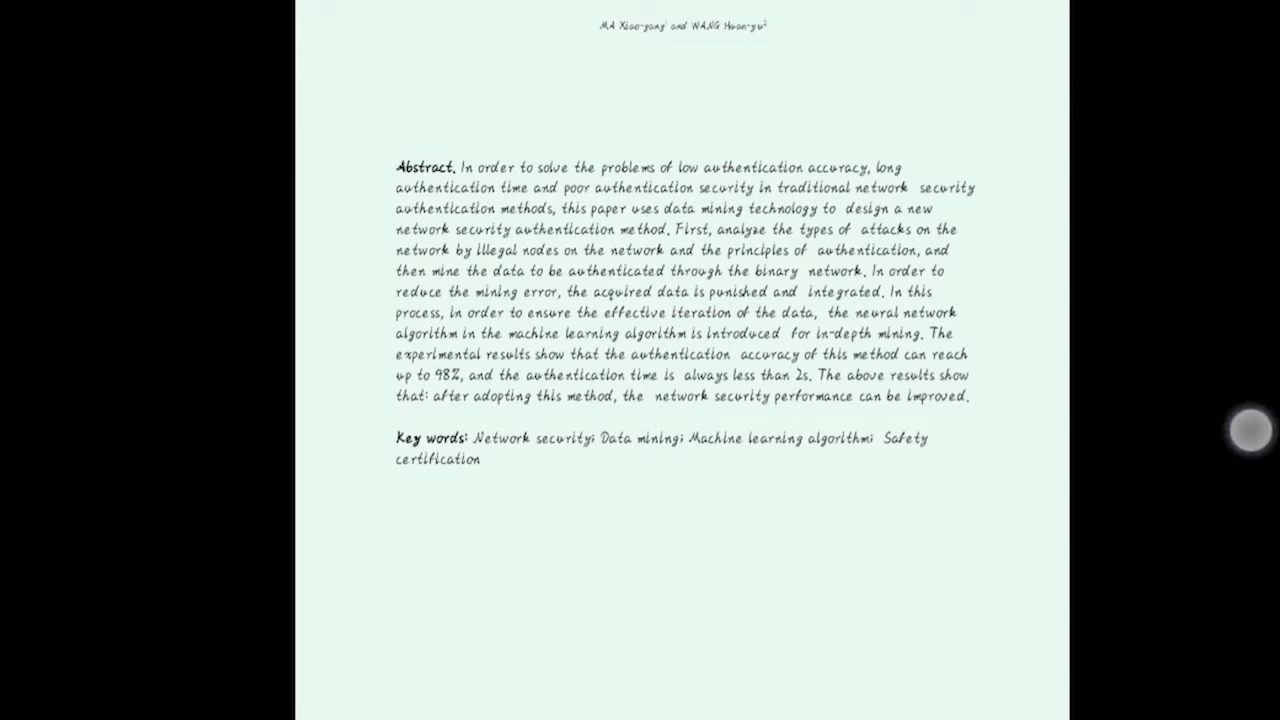 MA Xiao-yang¹ and WANG Huan-yu²
Abstract. In order to solve the problems of low authentication accuracy, long
authentication time and poor authentication security in traditional network security
authentication methods, this paper uses data mining technology to design a new
network security authentication method. First, analyze the types of attacks on the
network by illegal nodes on the network and the principles of authentication, and
then mine the data to be authenticated through the binary network. In order to
reduce the mining error, the acquired data is punished and integrated. In this
process, in order to ensure the effective iteration of the data, the neural network
algorithm in the machine learning algorithm is introduced for in-depth mining. The
experimental results show that the authentication accuracy of this method can reach
up to 98%, and the authentication time is always less than 2s. The above results show
that: after adopting this method, the network security performance can be improved.
Key words: Network security; Data mining; Machine learning algorithm; Safety
certification